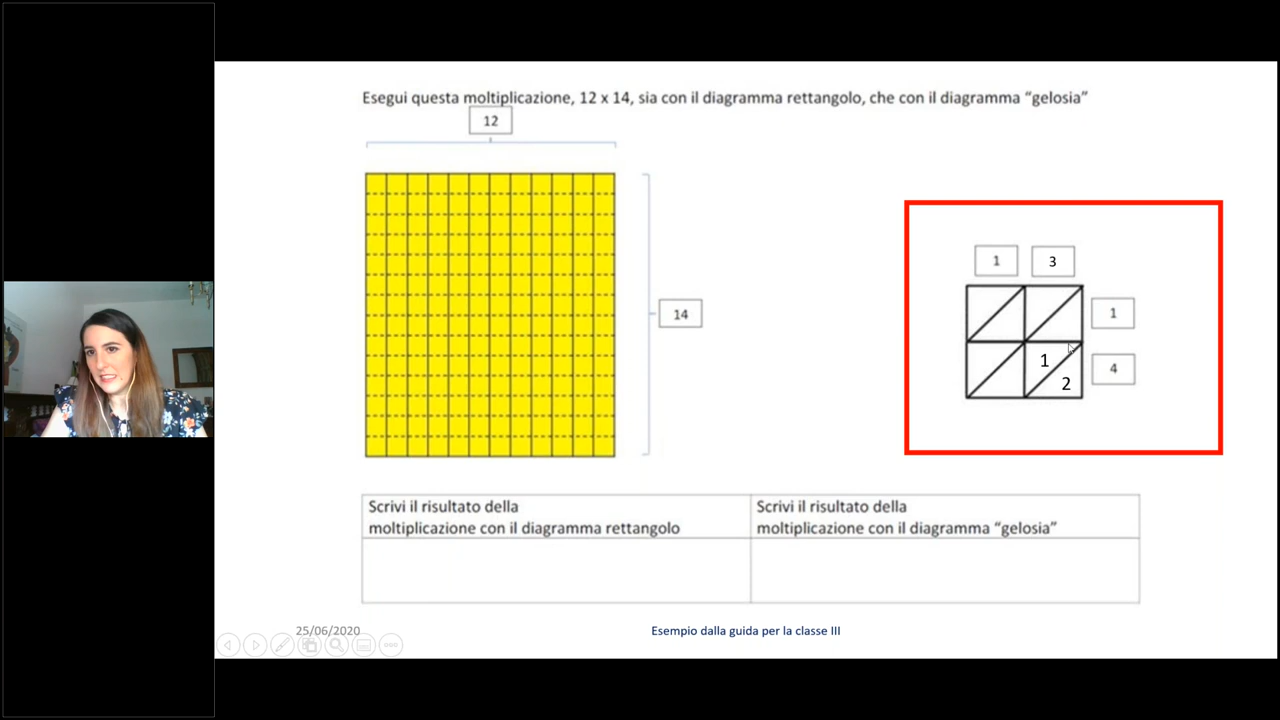 Esegui questa moltiplicazione, 12 x 14, sia con il diagramma rettangolo, che con il diagramma “gelosia”
12
14
1 3
1
1
2
4
Scrivi il risultato della
moltiplicazione con il diagramma rettangolo
Scrivi il risultato della
moltiplicazione con il diagramma “gelosia”
25/06/2020
Esempio dalla guida per la classe III